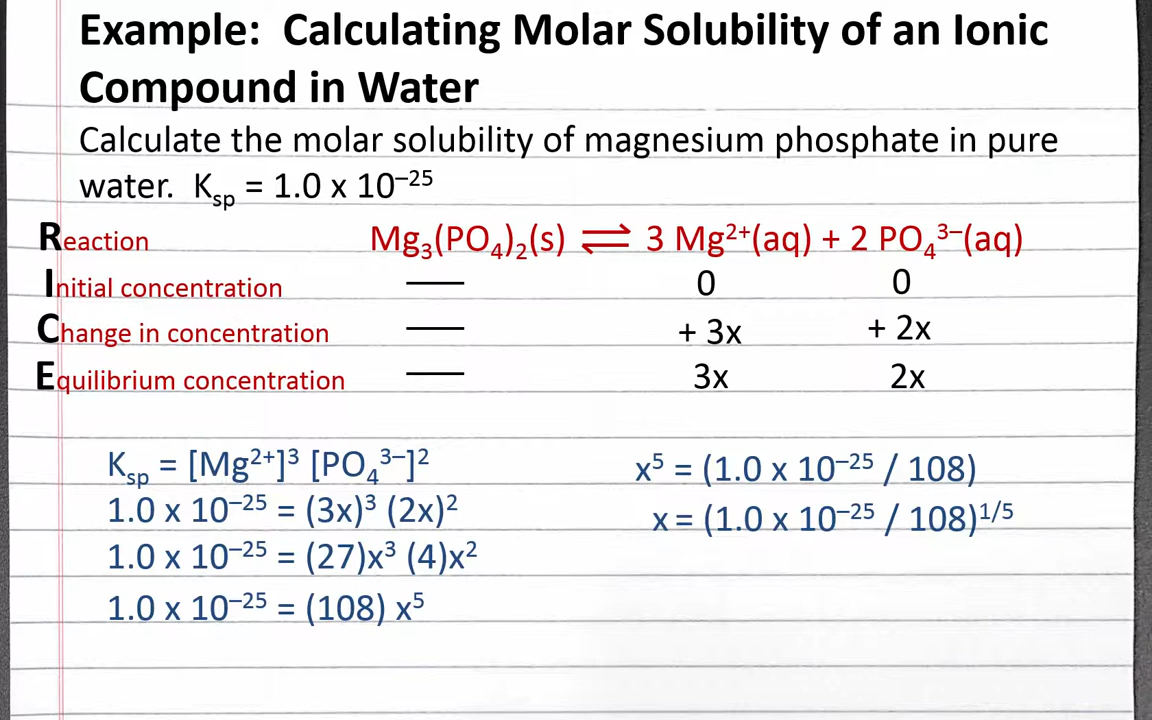 Example: Calculating Molar Solubility of an Ionic
Compound in Water
Calculate the molar solubility of magnesium phosphate in pure
water. Kₛₚ = 1.0 x 10⁻²⁵
Reaction Mg₃(PO₄)₂(s) ⇌ 3 Mg²⁺(aq) + 2 PO₄³⁻(aq)
Initial concentration — 0 0
Change in concentration — + 3x + 2x
Equilibrium concentration — 3x 2x
Kₛₚ = [Mg²⁺]³ [PO₄³⁻]²
1.0 x 10⁻²⁵ = (3x)³ (2x)²
1.0 x 10⁻²⁵ = (27)x³ (4)x²
1.0 x 10⁻²⁵ = (108) x⁵
x⁵ = (1.0 x 10⁻²⁵ / 108)
x = (1.0 x 10⁻²⁵ / 108)¹/⁵